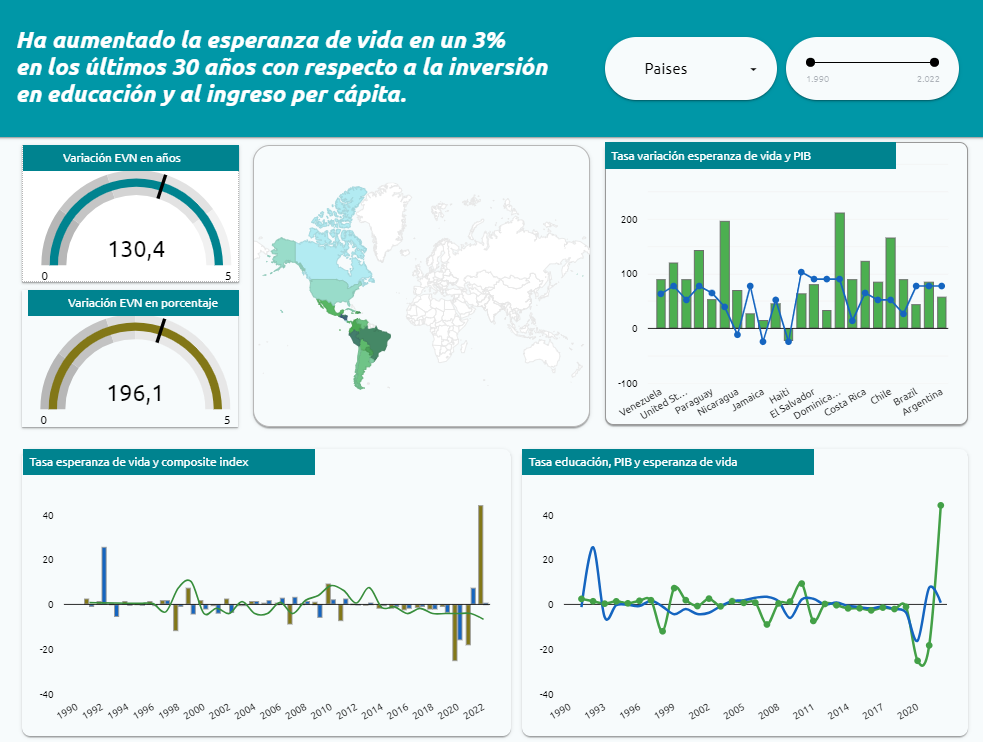 Ha aumentado la esperanza de vida en un 3%
en los últimos 30 años con respecto a la inversión
en educación y al ingreso per cápita.
Paises
1.990 2.022
Variación EVN en años
130,4
0 5
Variación EVN en porcentaje
196,1
0 5
Tasa variación esperanza de vida y PIB
200
100
0
-100
Venezuela United St... Paraguay Nicaragua Jamaica Haiti El Salvador Dominica... Costa Rica Chile Brazil Argentina
Tasa esperanza de vida y composite index
40
20
0
-20
-40
1990 1992 1994 1996 1998 2000 2002 2004 2006 2008 2010 2012 2014 2016 2018 2020 2022
Tasa educación, PIB y esperanza de vida
40
20
0
-20
-40
1990 1993 1996 1999 2002 2005 2008 2011 2014 2017 2020